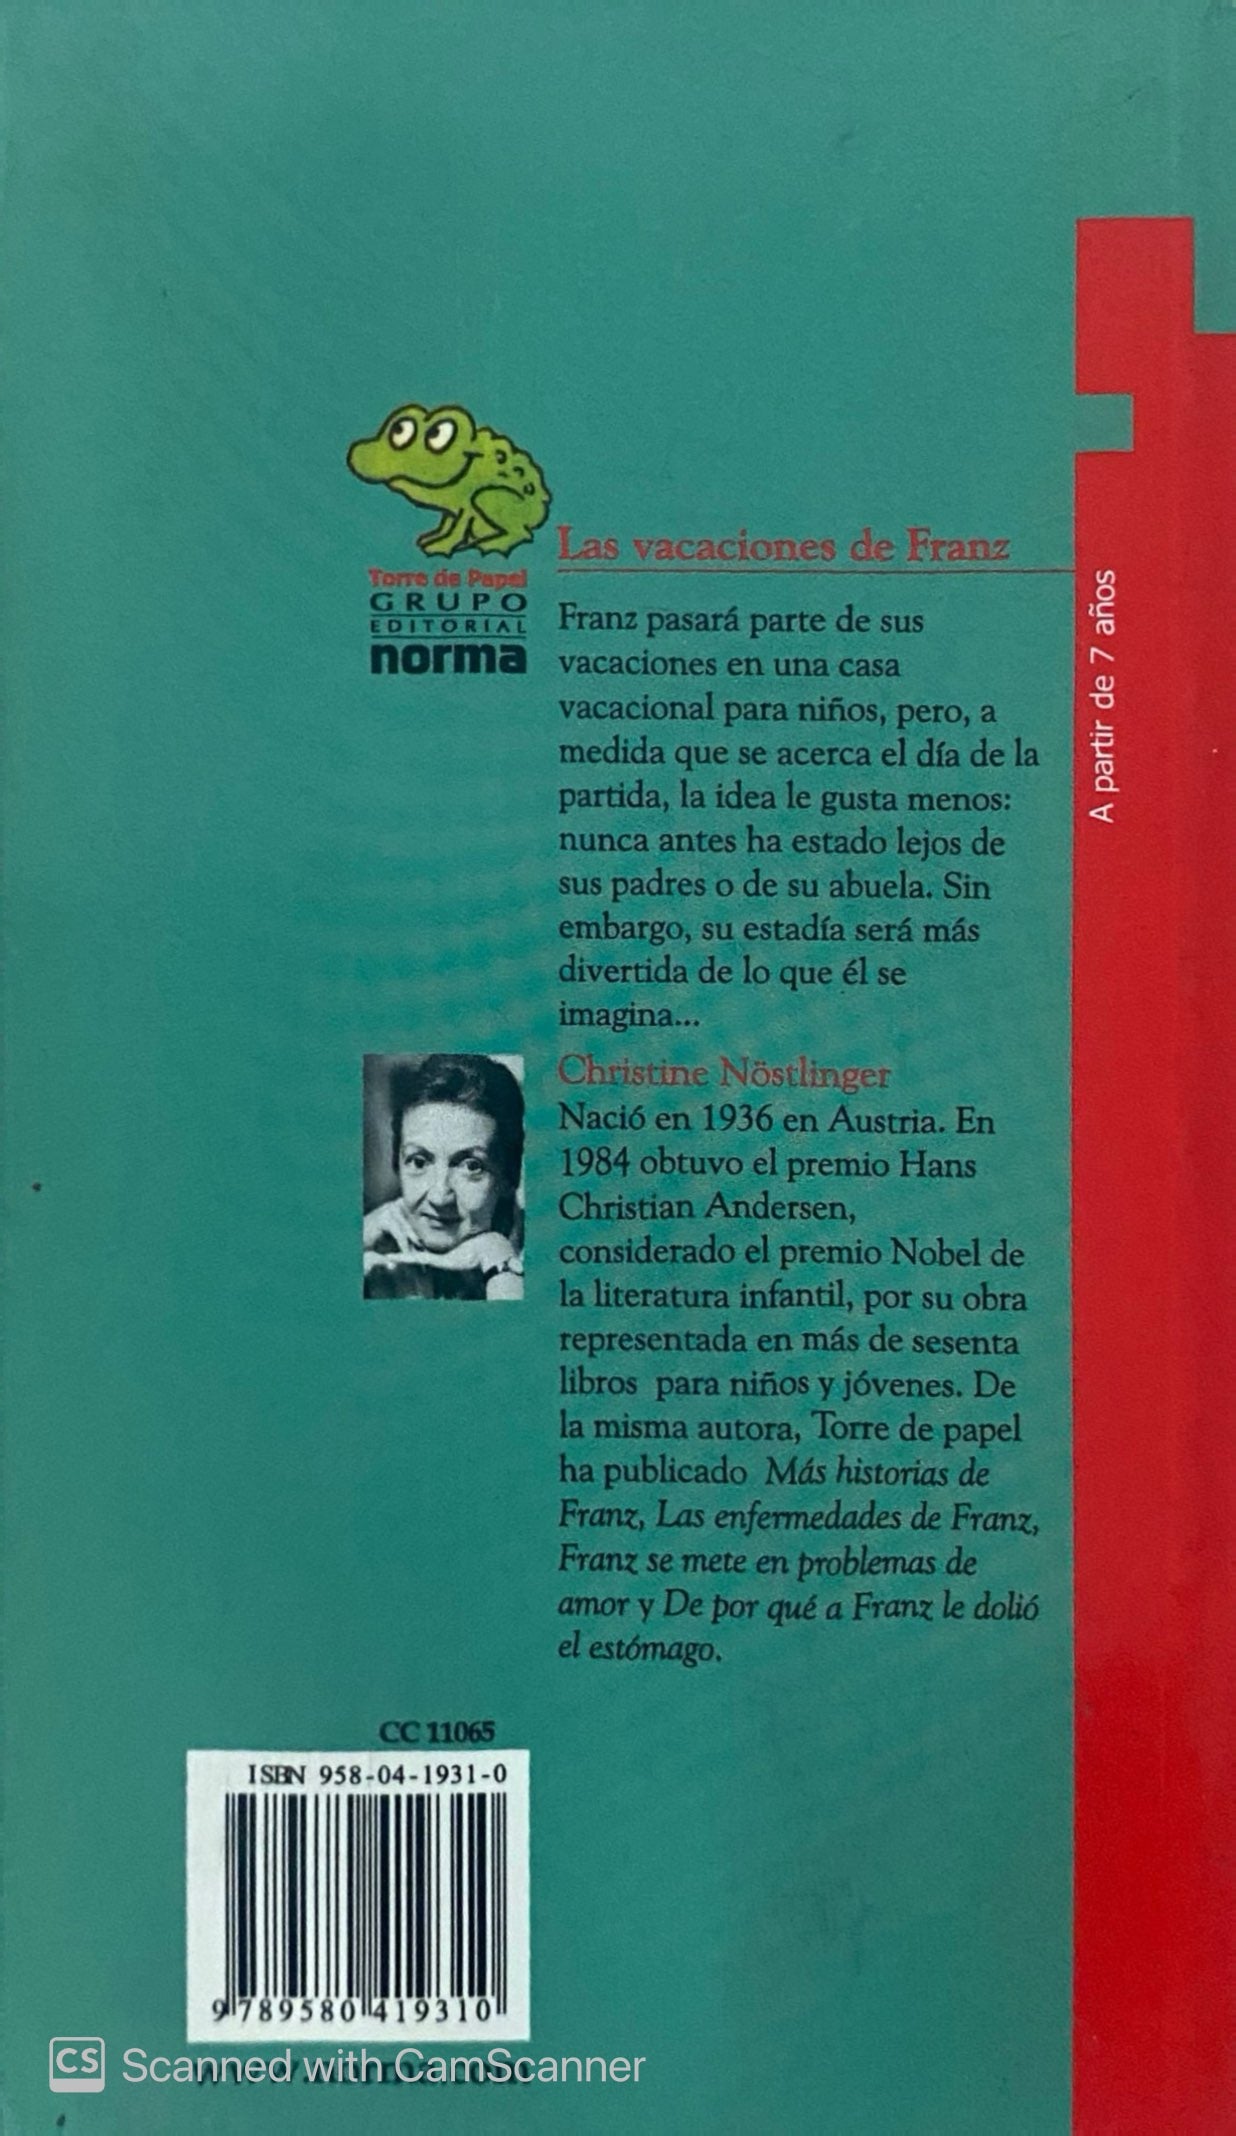 Torre de Papel
GRUPO
EDITORIAL
norma
Las vacaciones de Franz
Franz pasará parte de sus
vacaciones en una casa
vacacional para niños, pero, a
medida que se acerca el día de la
partida, la idea le gusta menos:
nunca antes ha estado lejos de
sus padres o de su abuela. Sin
embargo, su estadía será más
divertida de lo que él se
imagina...
Christine Nöstlinger
Nació en 1936 en Austria. En
1984 obtuvo el premio Hans
Christian Andersen,
considerado el premio Nobel de
la literatura infantil, por su obra
representada en más de sesenta
libros para niños y jóvenes. De
la misma autora, Torre de papel
ha publicado Más historias de
Franz, Las enfermedades de Franz,
Franz se mete en problemas de
amor y De por qué a Franz le dolió
el estómago.
A partir de 7 años
CC 11065
ISBN 958-04-1931-0
9789580419310
Scanned with CamScanner